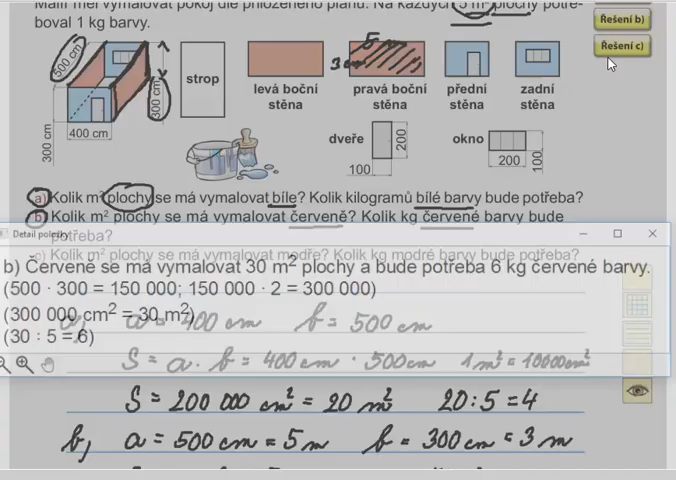 Malíř měl vymalovat pokoj dle přiloženého plánu. Na každých 5 m² plochy potře-
boval 1 kg barvy.
Řešení b)
Řešení c)
500 cm
300 cm
300 cm
400 cm
strop
5 m
3 m
levá boční
stěna
pravá boční
stěna
přední
stěna
zadní
stěna
dveře
200
100
okno
200
100
a) Kolik m² plochy se má vymalovat bíle? Kolik kilogramů bílé barvy bude potřeba?
b) Kolik m² plochy se má vymalovat červeně? Kolik kg červené barvy bude
potřeba?
Detail položky
c) Kolik m² plochy se má vymalovat modře? Kolik kg modré barvy bude potřeba?
b) Červeně se má vymalovat 30 m² plochy a bude potřeba 6 kg červené barvy.
(500 · 300 = 150 000; 150 000 · 2 = 300 000)
(300 000 cm² = 30 m²)
(30 : 5 = 6)
a, a = 400 cm b = 500 cm
S = a · b = 400 cm · 500 cm 1 m² = 10000 cm²
S = 200 000 cm² = 20 m² 20:5 = 4
b, a = 500 cm = 5 m b = 300 cm = 3 m